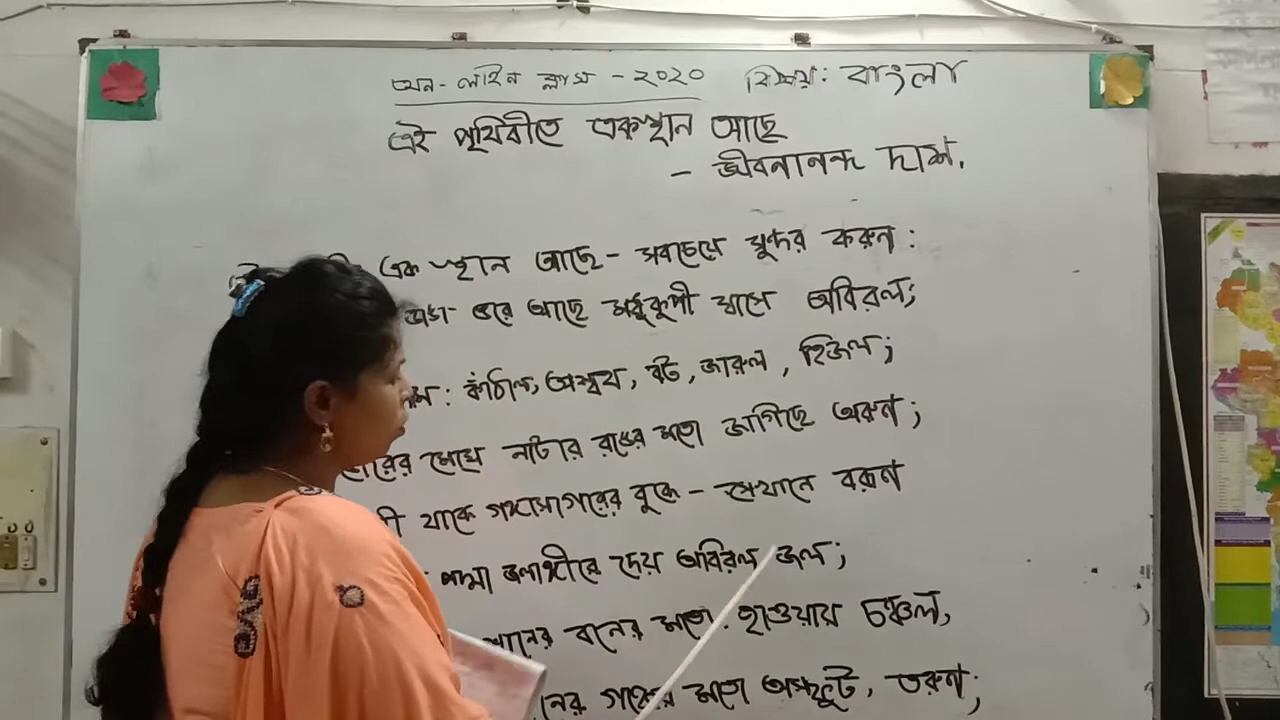 অন-লাইন ক্লাস - ২০২০ বিষয়: বাংলা
এই পৃথিবীতে একস্থান আছে
- জীবনানন্দ দাশ.
এক স্থান আছে - সবচেয়ে সুন্দর করুণ :
ভরে আছে মধুকূপী ঘাসে অবিরল;
কাঁঠাল, অশ্বত্থ, বট, জারুল, হিজল;
মেঘে নাটার রঙের মতো জাগিছে অরুণ;
থাকে গঙ্গাসাগরের বুকে - সেখানে বরুণ
পদ্মা জলাঙ্গীরে দেয় অবিরল জল;
বনের মতো হাওয়ায় চঞ্চল,
গন্ধের মতো অস্ফুট, তরুণ;